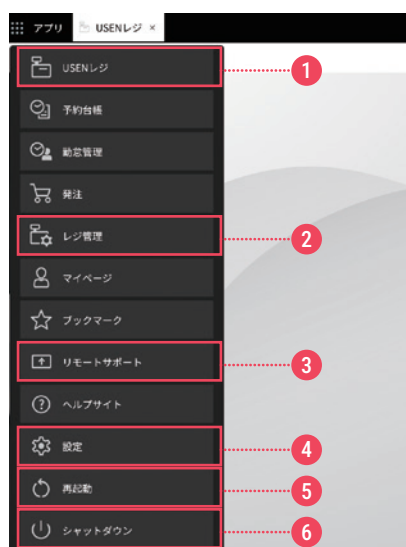 アプリ USENレジ ×
USENレジ 1
予約台帳
勤怠管理
発注
レジ管理 2
マイページ
ブックマーク
リモートサポート 3
ヘルプサイト
設定 4
再起動 5
シャットダウン 6